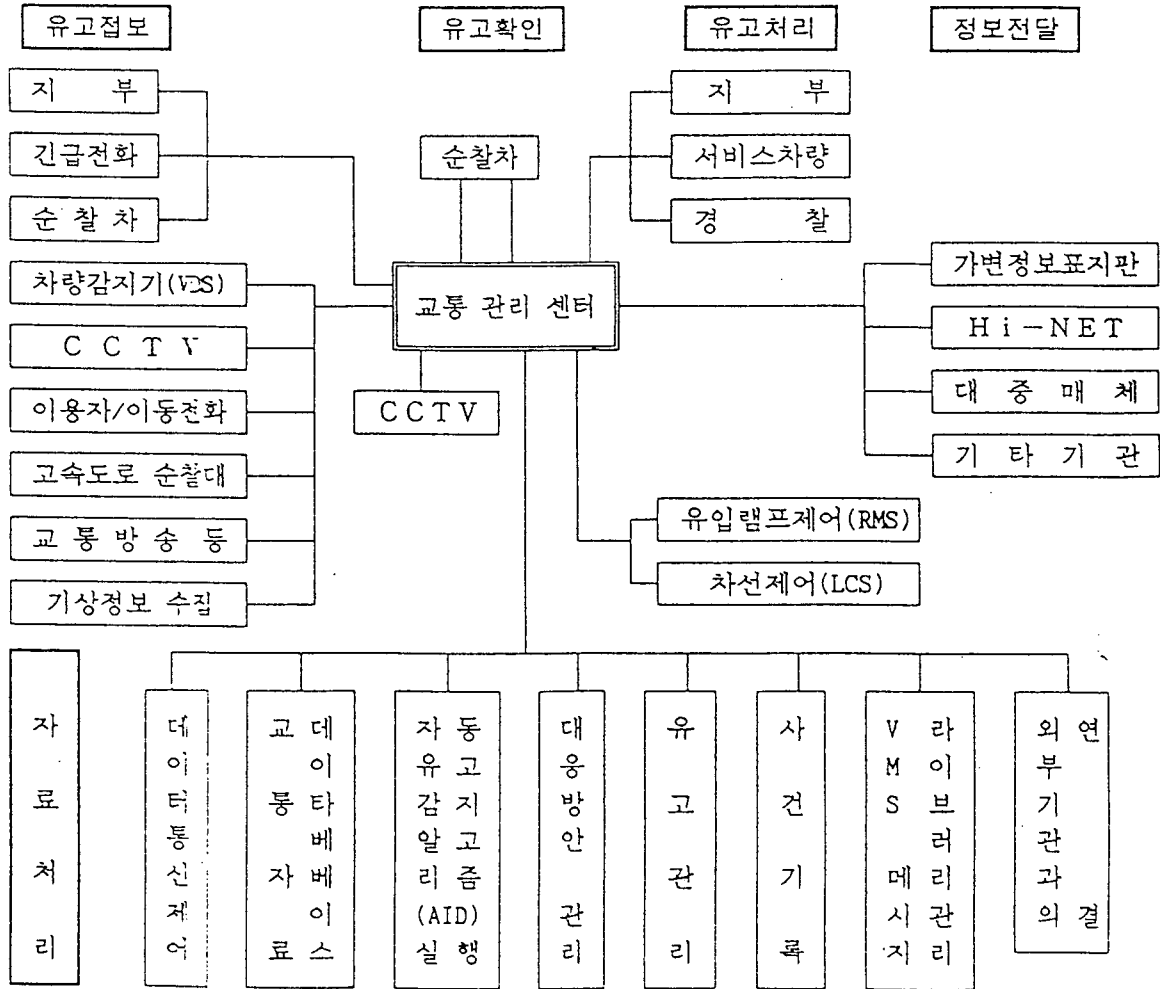 유고접보
유고확인
유고처리
정보전달
지 부
긴급전화
순 찰 차
차량감지기(VDS)
C C T V
이용자/이동전화
고속도로 순찰대
교 통 방 송 등
기상정보 수집
순찰차
교통 관리 센터
CCTV
지 부
서비스차량
경 찰
가변정보표지판
Hi-NET
대 중 매 체
기 타 기 관
유입램프제어(RMS)
차선제어(LCS)
자료처리
데이터통신제어
교통자료
데이타베베이스
자동유고감지알고리즘(AID)실행
대응방안 관리
유고관리
사건기록
VMS 메시지
라이브러리관리
외부기관과의
연결